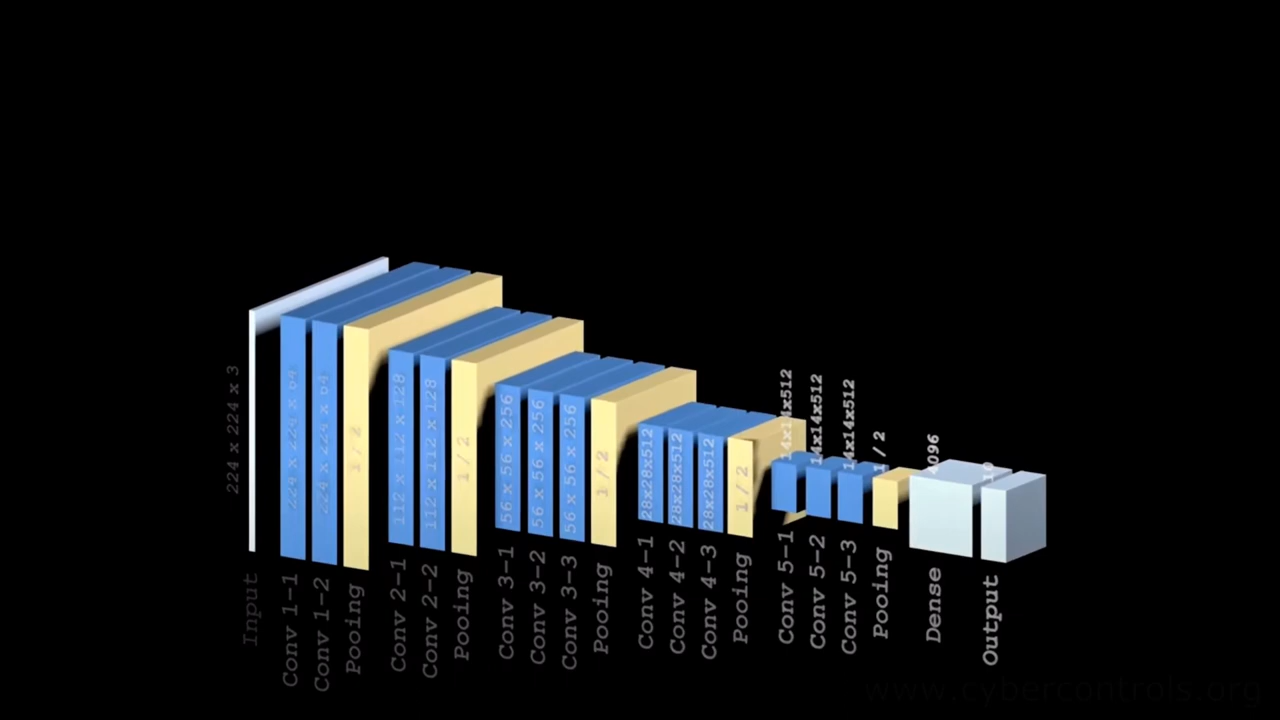 224 x 224 x 3
224 x 224 x 64
224 x 224 x 64
1 / 2
112 x 112 x 128
112 x 112 x 128
1 / 2
56 x 56 x 256
56 x 56 x 256
56 x 56 x 256
1 / 2
28x28x512
28x28x512
28x28x512
1 / 2
14x14x512
14x14x512
14x14x512
1 / 2
4096
10
Input
Conv 1-1
Conv 1-2
Pooing
Conv 2-1
Conv 2-2
Pooing
Conv 3-1
Conv 3-2
Conv 3-3
Pooing
Conv 4-1
Conv 4-2
Conv 4-3
Pooing
Conv 5-1
Conv 5-2
Conv 5-3
Pooing
Dense
Output
www.cybercontrols.org